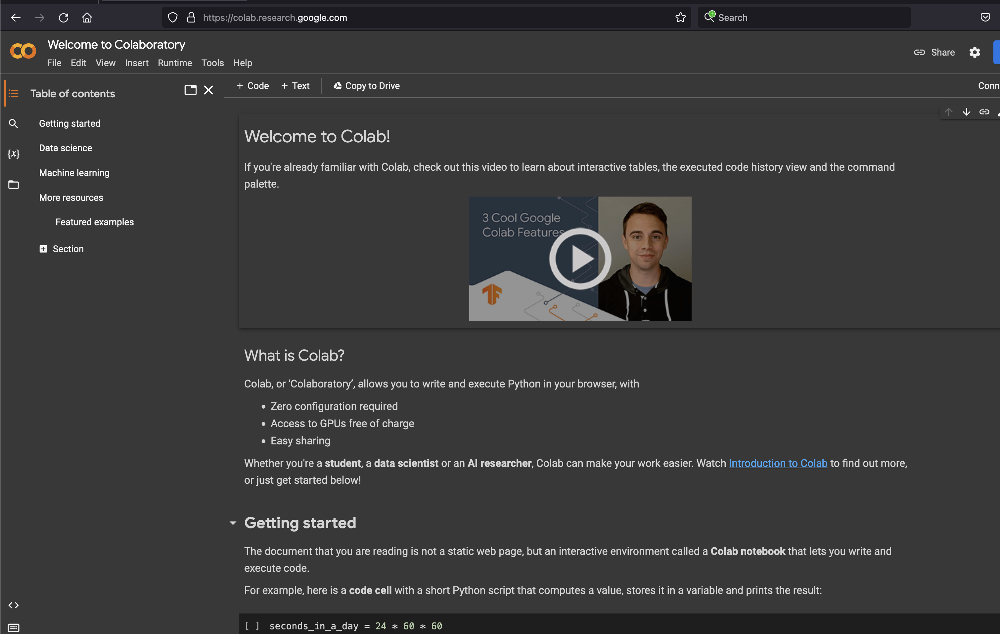 https://colab.research.google.com
Search
Welcome to Colaboratory
File Edit View Insert Runtime Tools Help
Share
Table of contents
+ Code + Text Copy to Drive
Getting started
Data science
{x}
Machine learning
More resources
Featured examples
Section
Welcome to Colab!
If you're already familiar with Colab, check out this video to learn about interactive tables, the executed code history view and the command
palette.
3 Cool Google
Colab Features
What is Colab?
Colab, or ‘Colaboratory’, allows you to write and execute Python in your browser, with
• Zero configuration required
• Access to GPUs free of charge
• Easy sharing
Whether you're a student, a data scientist or an AI researcher, Colab can make your work easier. Watch Introduction to Colab to find out more,
or just get started below!
Getting started
The document that you are reading is not a static web page, but an interactive environment called a Colab notebook that lets you write and
execute code.
For example, here is a code cell with a short Python script that computes a value, stores it in a variable and prints the result:
[ ] seconds_in_a_day = 24 * 60 * 60